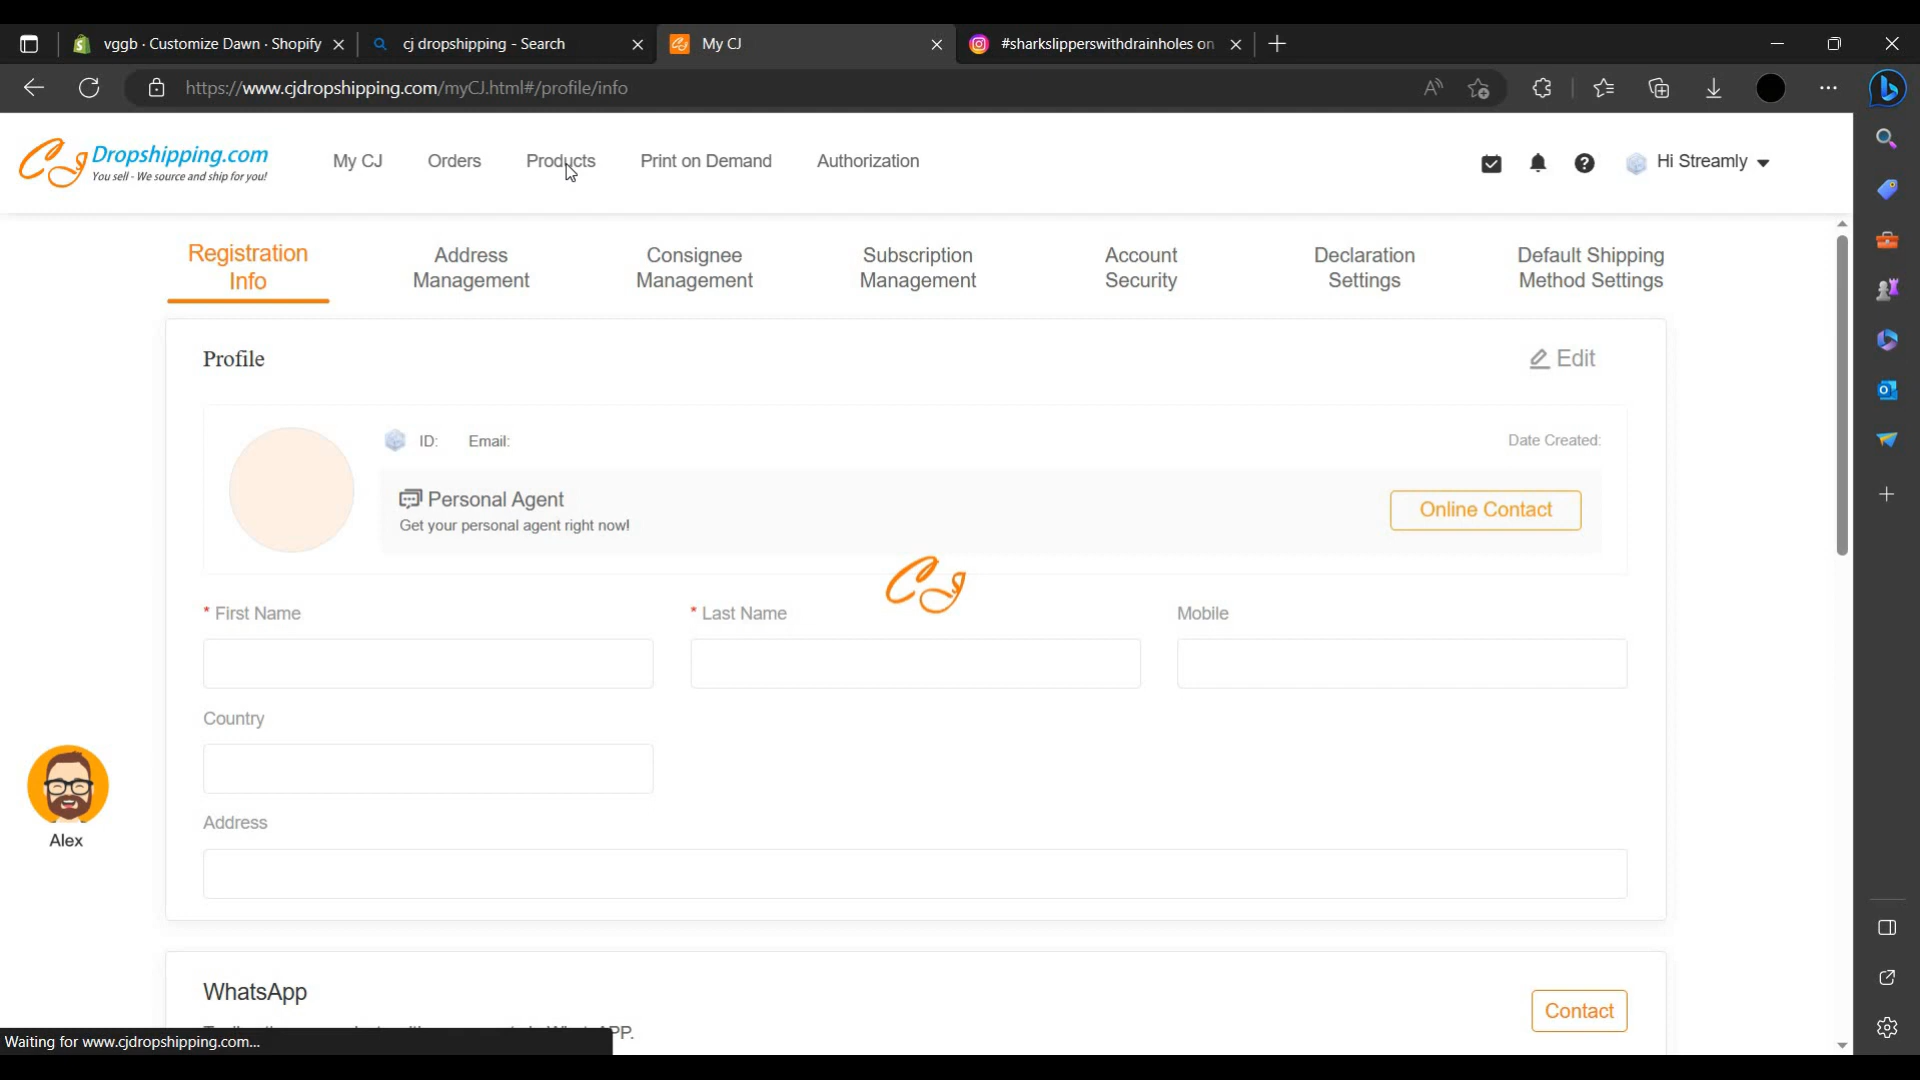 vggb · Customize Dawn · Shopify
cj dropshipping - Search
My CJ
#sharkslipperswithdrainholes on
https://www.cjdropshipping.com/myCJ.html#/profile/info
CJ Dropshipping.com
You sell - We source and ship for you!
My CJ
Orders
Products
Print on Demand
Authorization
Hi Streamly
Registration
Info
Address
Management
Consignee
Management
Subscription
Management
Account
Security
Declaration
Settings
Default Shipping
Method Settings
Profile
Edit
ID:
Email:
Date Created:
Personal Agent
Get your personal agent right now!
Online Contact
CJ
* First Name
* Last Name
Mobile
Country
Address
Alex
WhatsApp
Contact
PP.
Waiting for www.cjdropshipping.com...